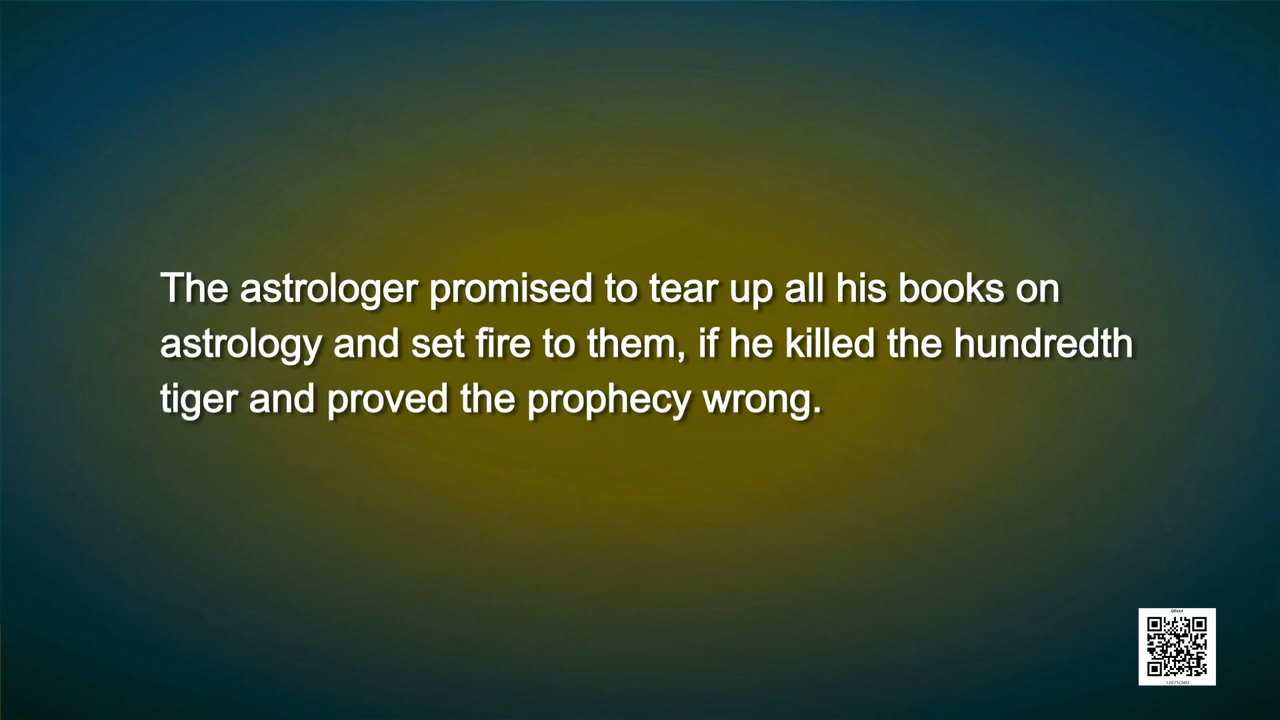 The astrologer promised to tear up all his books on
astrology and set fire to them, if he killed the hundredth
tiger and proved the prophecy wrong.